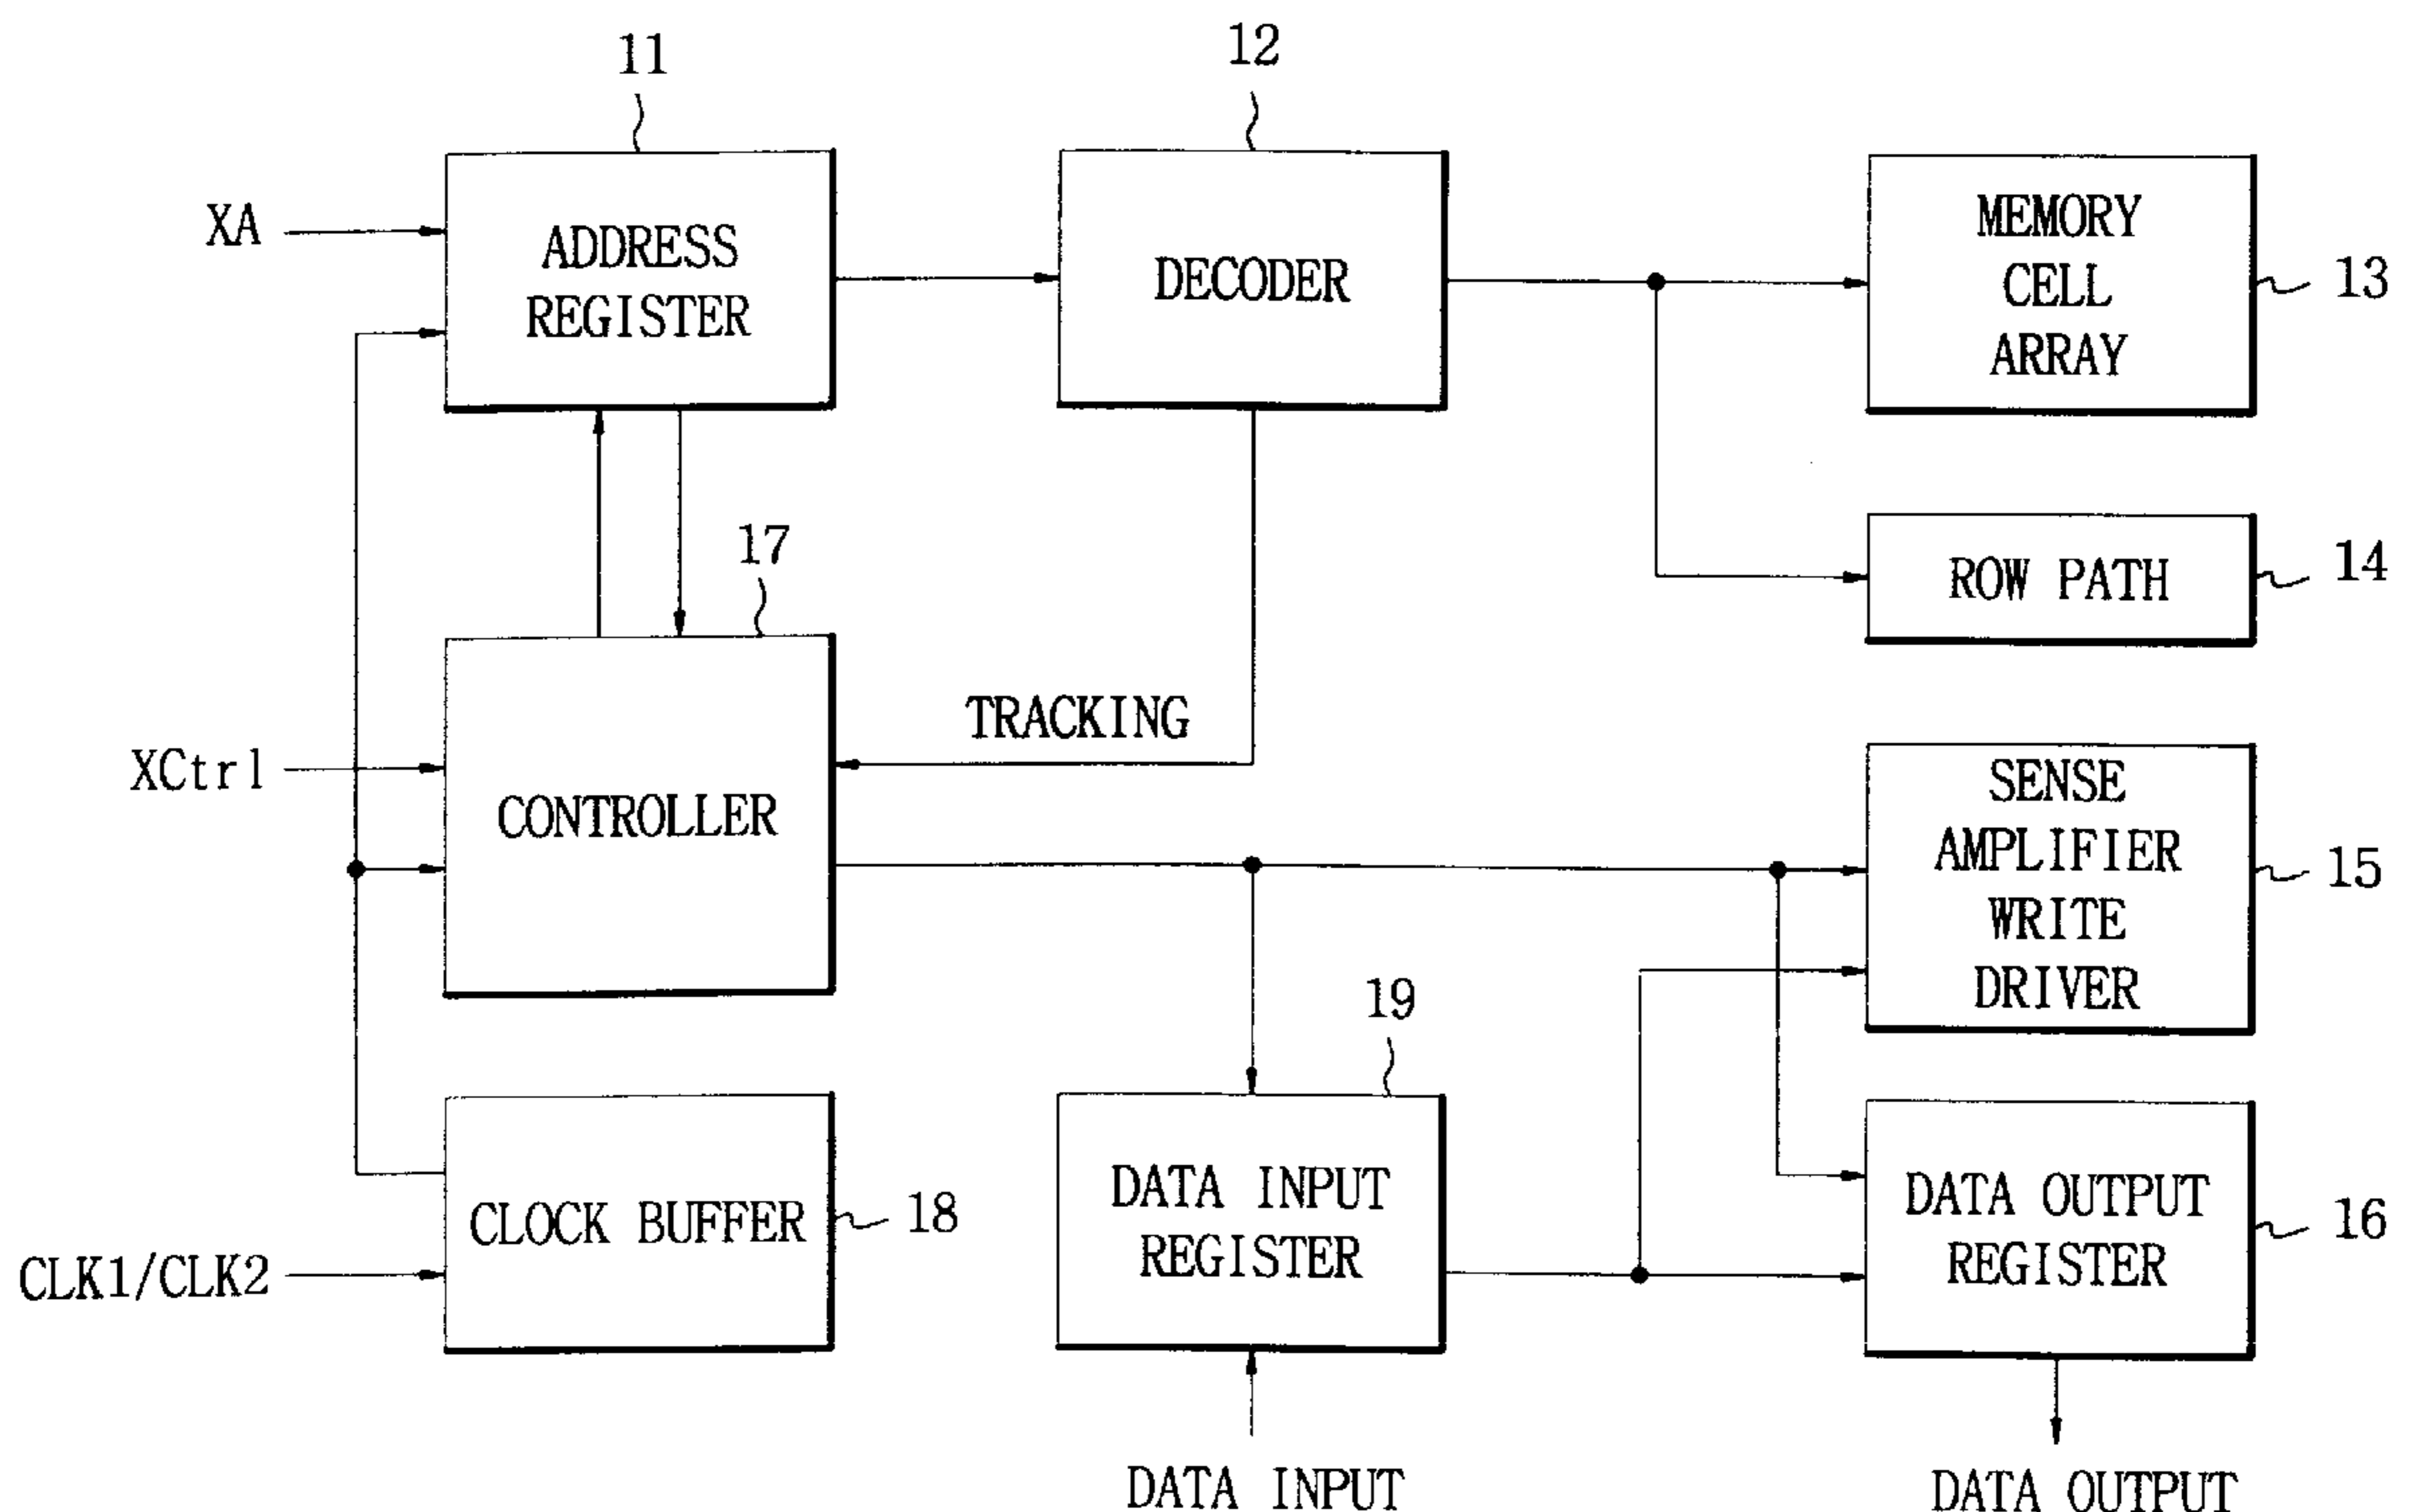 11
12
XA
ADDRESS
REGISTER
DECODER
MEMORY
CELL
ARRAY
13
17
ROW PATH
14
TRACKING
XCtrl
CONTROLLER
SENSE
AMPLIFIER
WRITE
DRIVER
15
19
CLOCK BUFFER
18
CLK1/CLK2
DATA INPUT
REGISTER
DATA OUTPUT
REGISTER
16
DATA INPUT
DATA OUTPUT